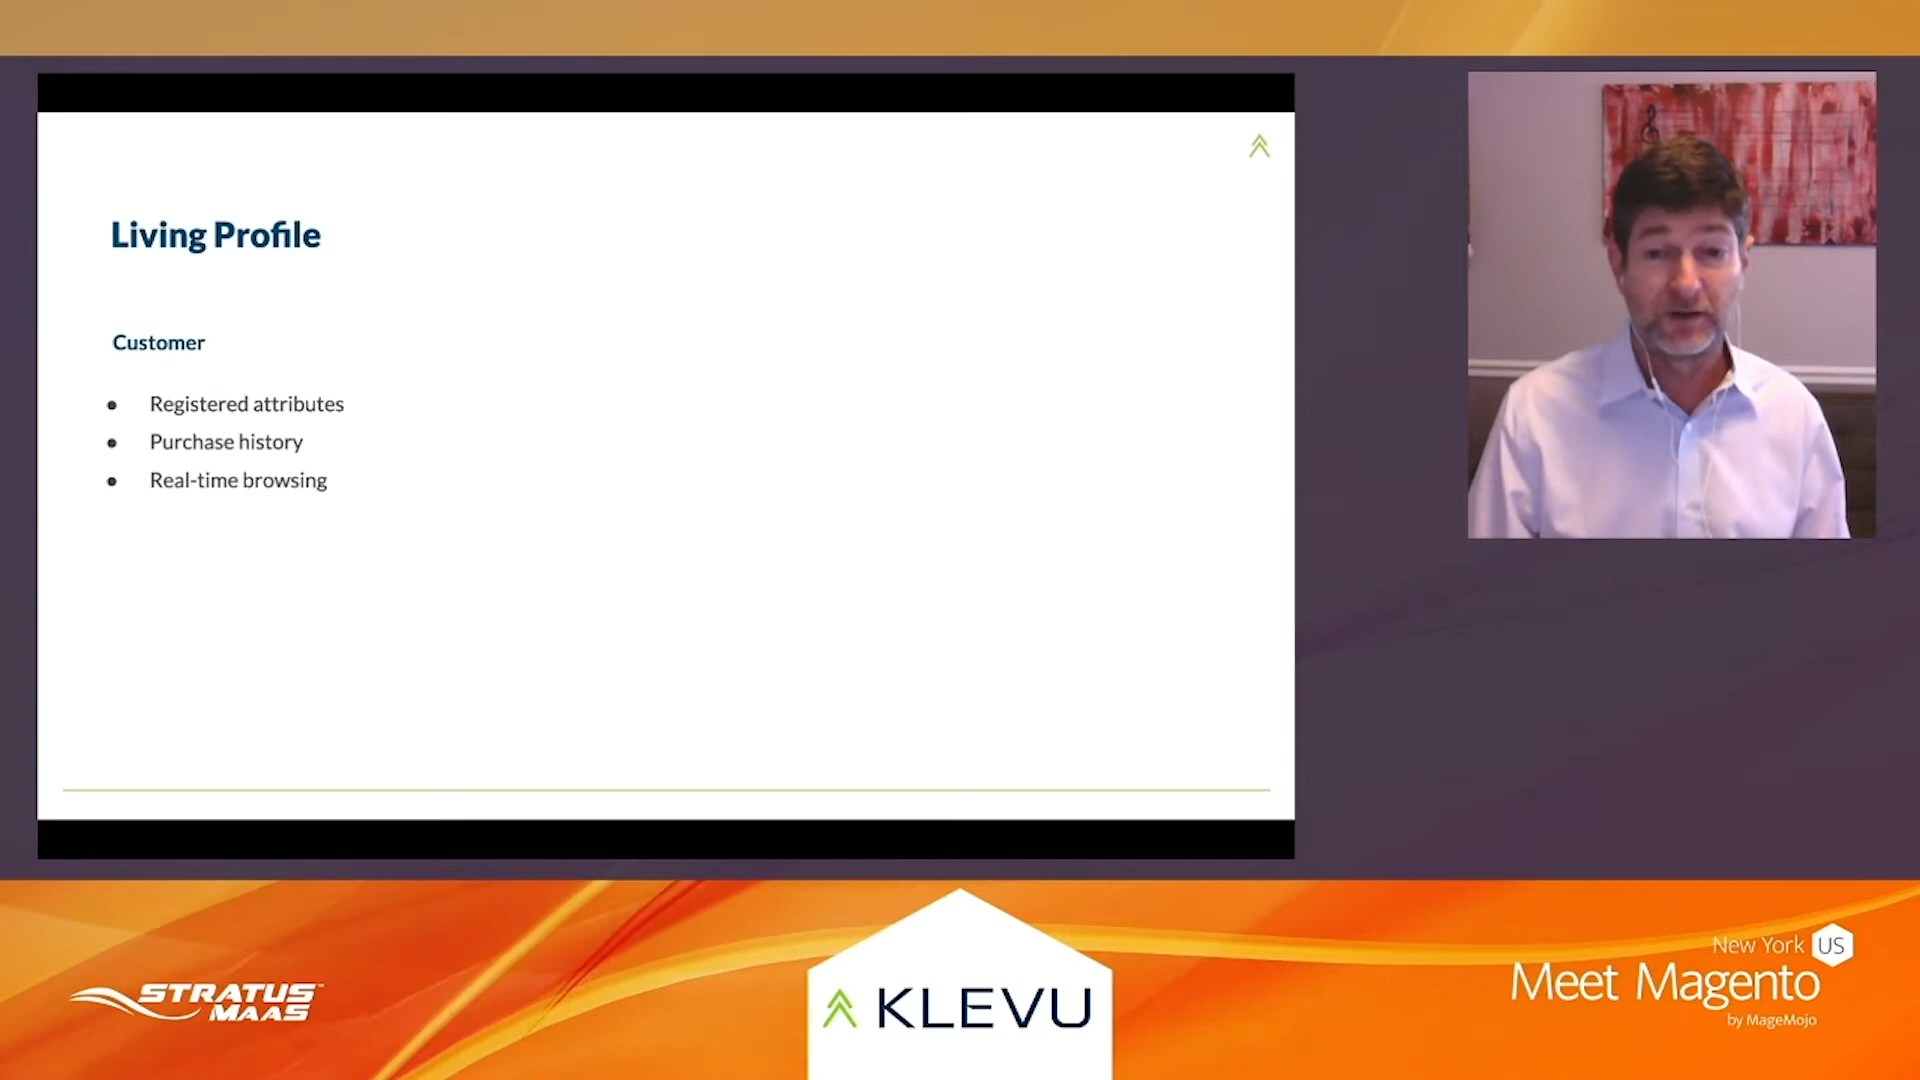 Living Profile
Customer
● Registered attributes
● Purchase history
● Real-time browsing
STRATUS™
MAAS
KLEVU
New York US
Meet Magento
by MageMojo